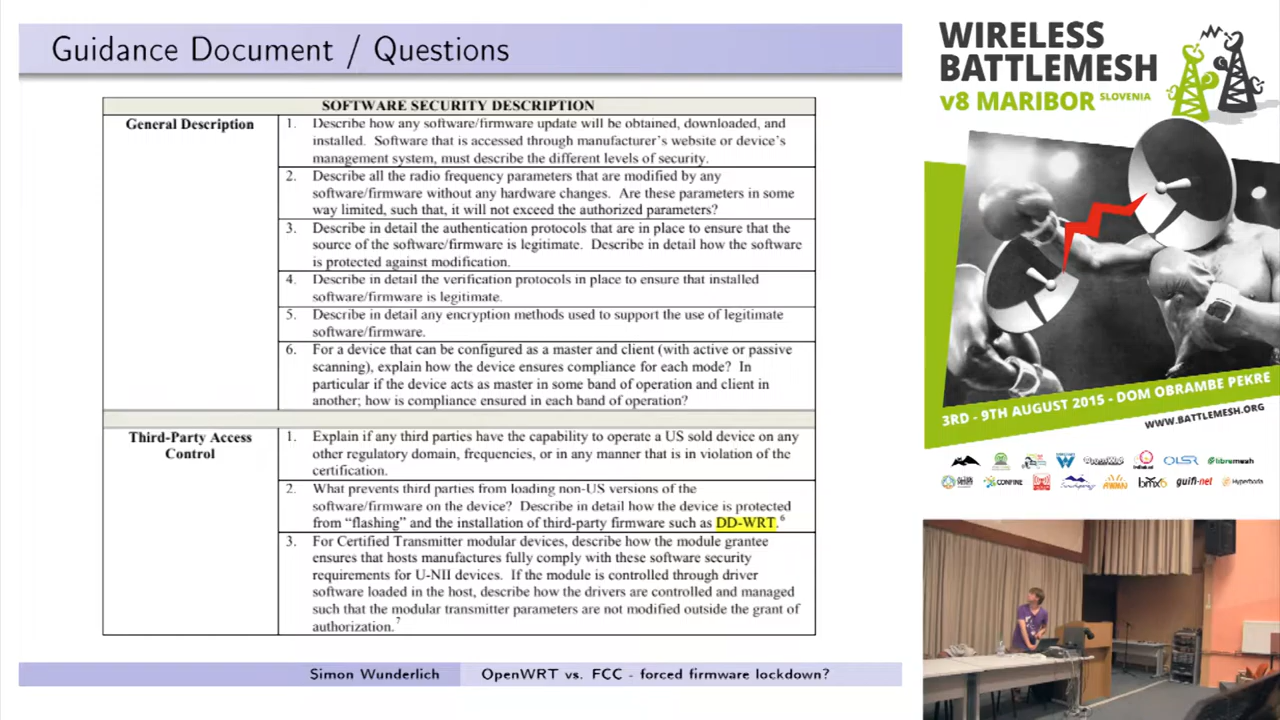 Guidance Document / Questions
SOFTWARE SECURITY DESCRIPTION
General Description
1. Describe how any software/firmware update will be obtained, downloaded, and
installed. Software that is accessed through manufacturer's website or device's
management system, must describe the different levels of security.
2. Describe all the radio frequency parameters that are modified by any
software/firmware without any hardware changes. Are these parameters in some
way limited, such that, it will not exceed the authorized parameters?
3. Describe in detail the authentication protocols that are in place to ensure that the
source of the software/firmware is legitimate. Describe in detail how the software
is protected against modification.
4. Describe in detail the verification protocols in place to ensure that installed
software/firmware is legitimate.
5. Describe in detail any encryption methods used to support the use of legitimate
software/firmware.
6. For a device that can be configured as a master and client (with active or passive
scanning), explain how the device ensures compliance for each mode? In
particular if the device acts as master in some band of operation and client in
another; how is compliance ensured in each band of operation?
Third-Party Access
Control
1. Explain if any third parties have the capability to operate a US sold device on any
other regulatory domain, frequencies, or in any manner that is in violation of the
certification.
2. What prevents third parties from loading non-US versions of the
software/firmware on the device? Describe in detail how the device is protected
from "flashing" and the installation of third-party firmware such as DD-WRT.6
3. For Certified Transmitter modular devices, describe how the module grantee
ensures that hosts manufactures fully comply with these software security
requirements for U-NII devices. If the module is controlled through driver
software loaded in the host, describe how the drivers are controlled and managed
such that the modular transmitter parameters are not modified outside the grant of
authorization.7
Simon Wunderlich
OpenWRT vs. FCC - forced firmware lockdown?
WIRELESS
BATTLEMESH
v8 MARIBOR SLOVENIA
3RD - 9TH AUGUST 2015 - DOM OBRAMBE PEKRE
WWW.BATTLEMESH.ORG
OpenWrt
OLSR
libremesh
CONFINE
bmx6
guifi·net
Hyperboria